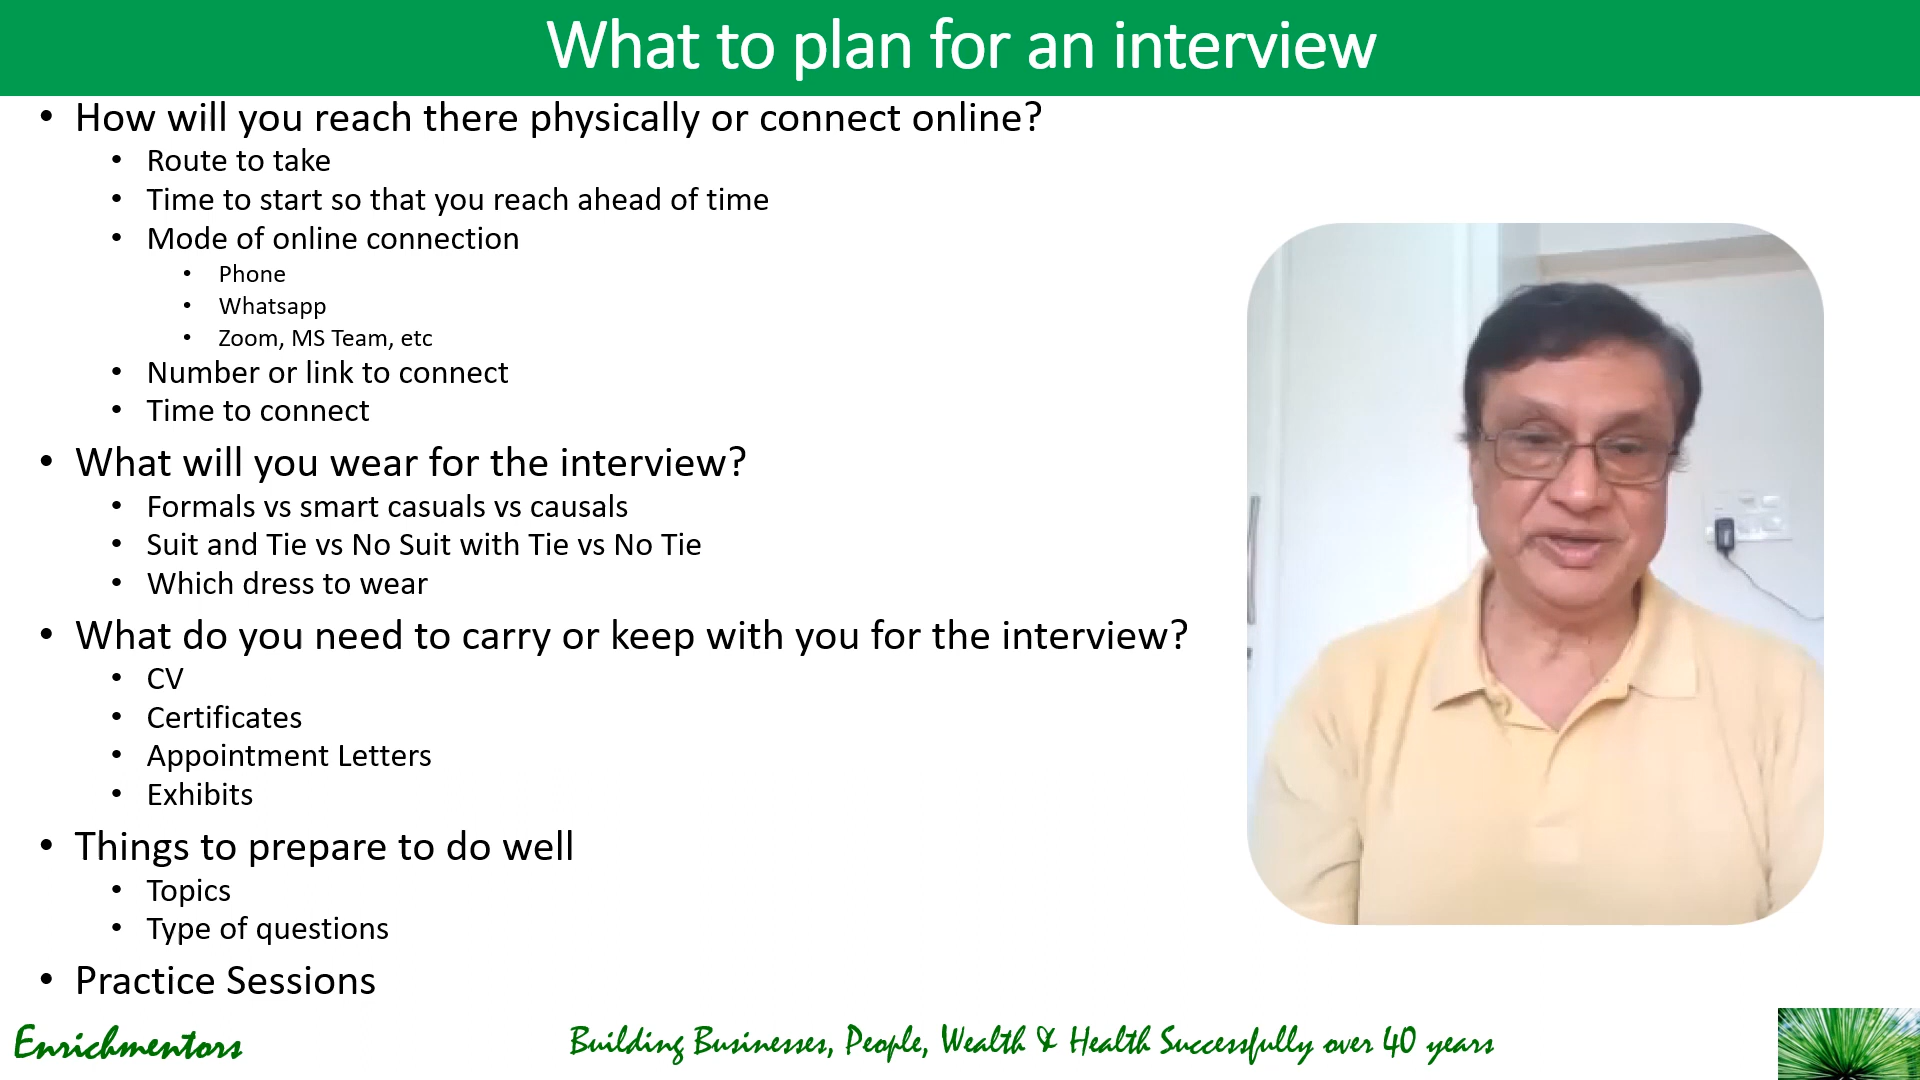 What to plan for an interview
• How will you reach there physically or connect online?
• Route to take
• Time to start so that you reach ahead of time
• Mode of online connection
• Phone
• Whatsapp
• Zoom, MS Team, etc
• Number or link to connect
• Time to connect
• What will you wear for the interview?
• Formals vs smart casuals vs causals
• Suit and Tie vs No Suit with Tie vs No Tie
• Which dress to wear
• What do you need to carry or keep with you for the interview?
• CV
• Certificates
• Appointment Letters
• Exhibits
• Things to prepare to do well
• Topics
• Type of questions
• Practice Sessions
Enrichmentors
Building Businesses, People, Wealth & Health Successfully over 40 years